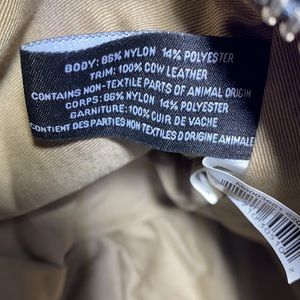 BODY: 86% NYLON 14% POLYESTER
TRIM: 100% COW LEATHER
CONTAINS NON-TEXTILE PARTS OF ANIMAL ORIGIN
CORPS: 86% NYLON 14% POLYESTER
GARNITURE: 100% CUIR DE VACHE
CONTIENT DES PARTIES NON TEXTILES D ORIGINE ANIMALE